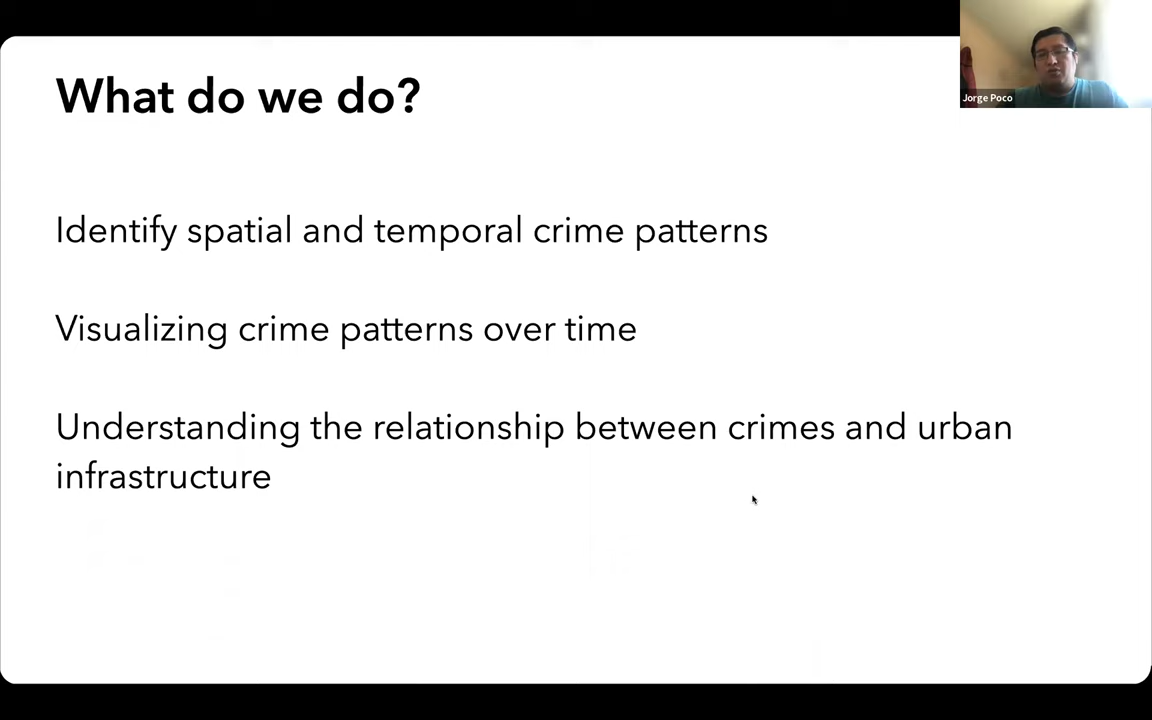 What do we do?
Jorge Poco
Identify spatial and temporal crime patterns
Visualizing crime patterns over time
Understanding the relationship between crimes and urban
infrastructure